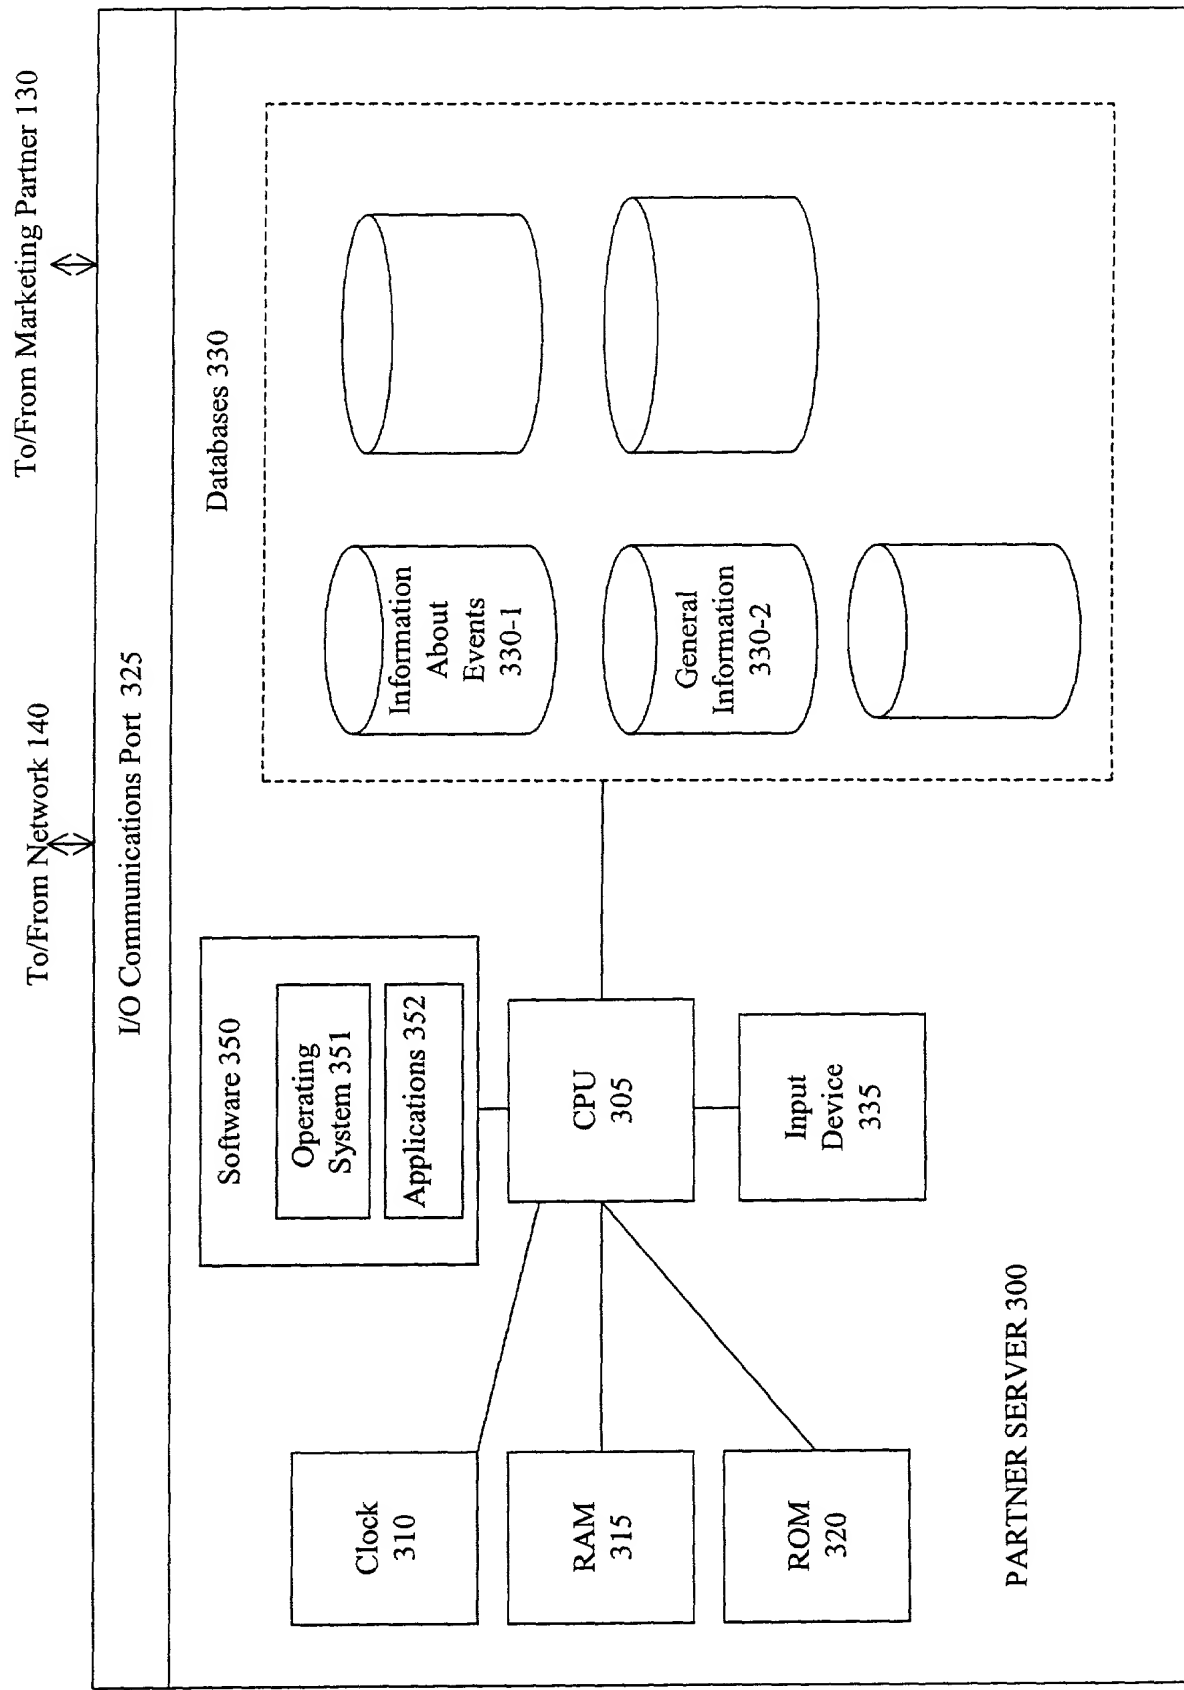 To/From Network 140
To/From Marketing Partner 130
I/O Communications Port 325
Software 350
Operating
System 351
Applications 352
Databases 330
Information
About
Events
330-1
General
Information
330-2
Clock
310
RAM
315
ROM
320
CPU
305
Input
Device
335
PARTNER SERVER 300